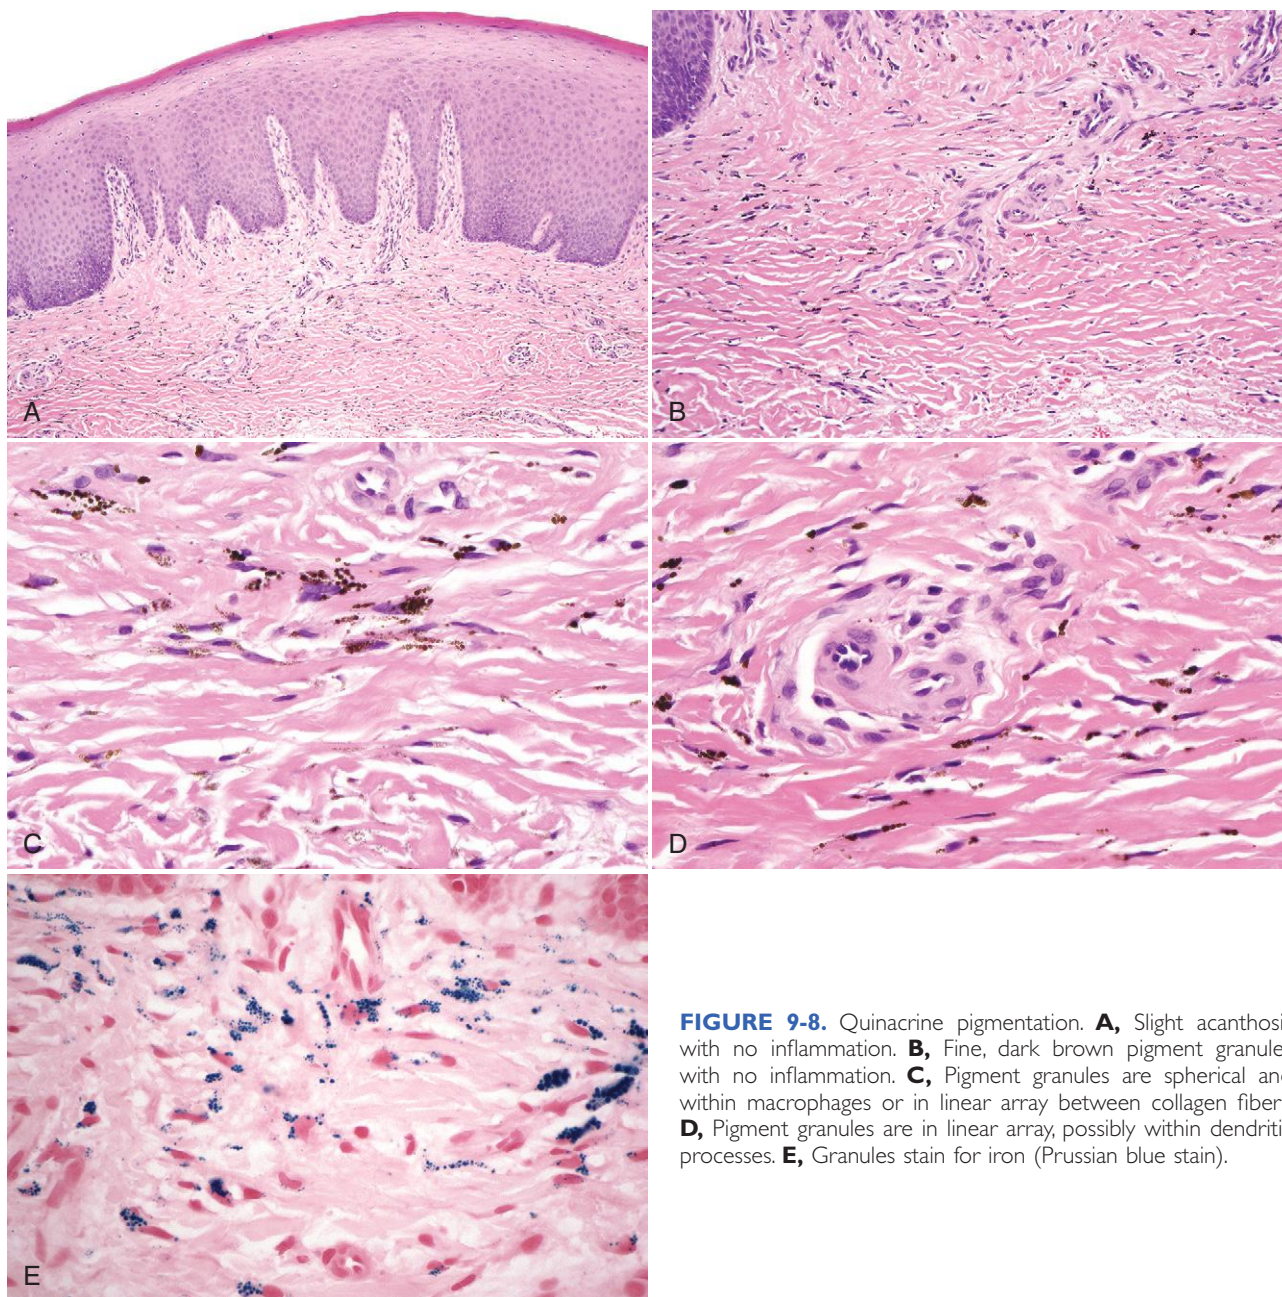 A
B
C
D
E
FIGURE 9-8. Quinacrine pigmentation. A, Slight acanthosi
with no inflammation. B, Fine, dark brown pigment granule
with no inflammation. C, Pigment granules are spherical an
within macrophages or in linear array between collagen fiber
D, Pigment granules are in linear array, possibly within dendriti
processes. E, Granules stain for iron (Prussian blue stain).